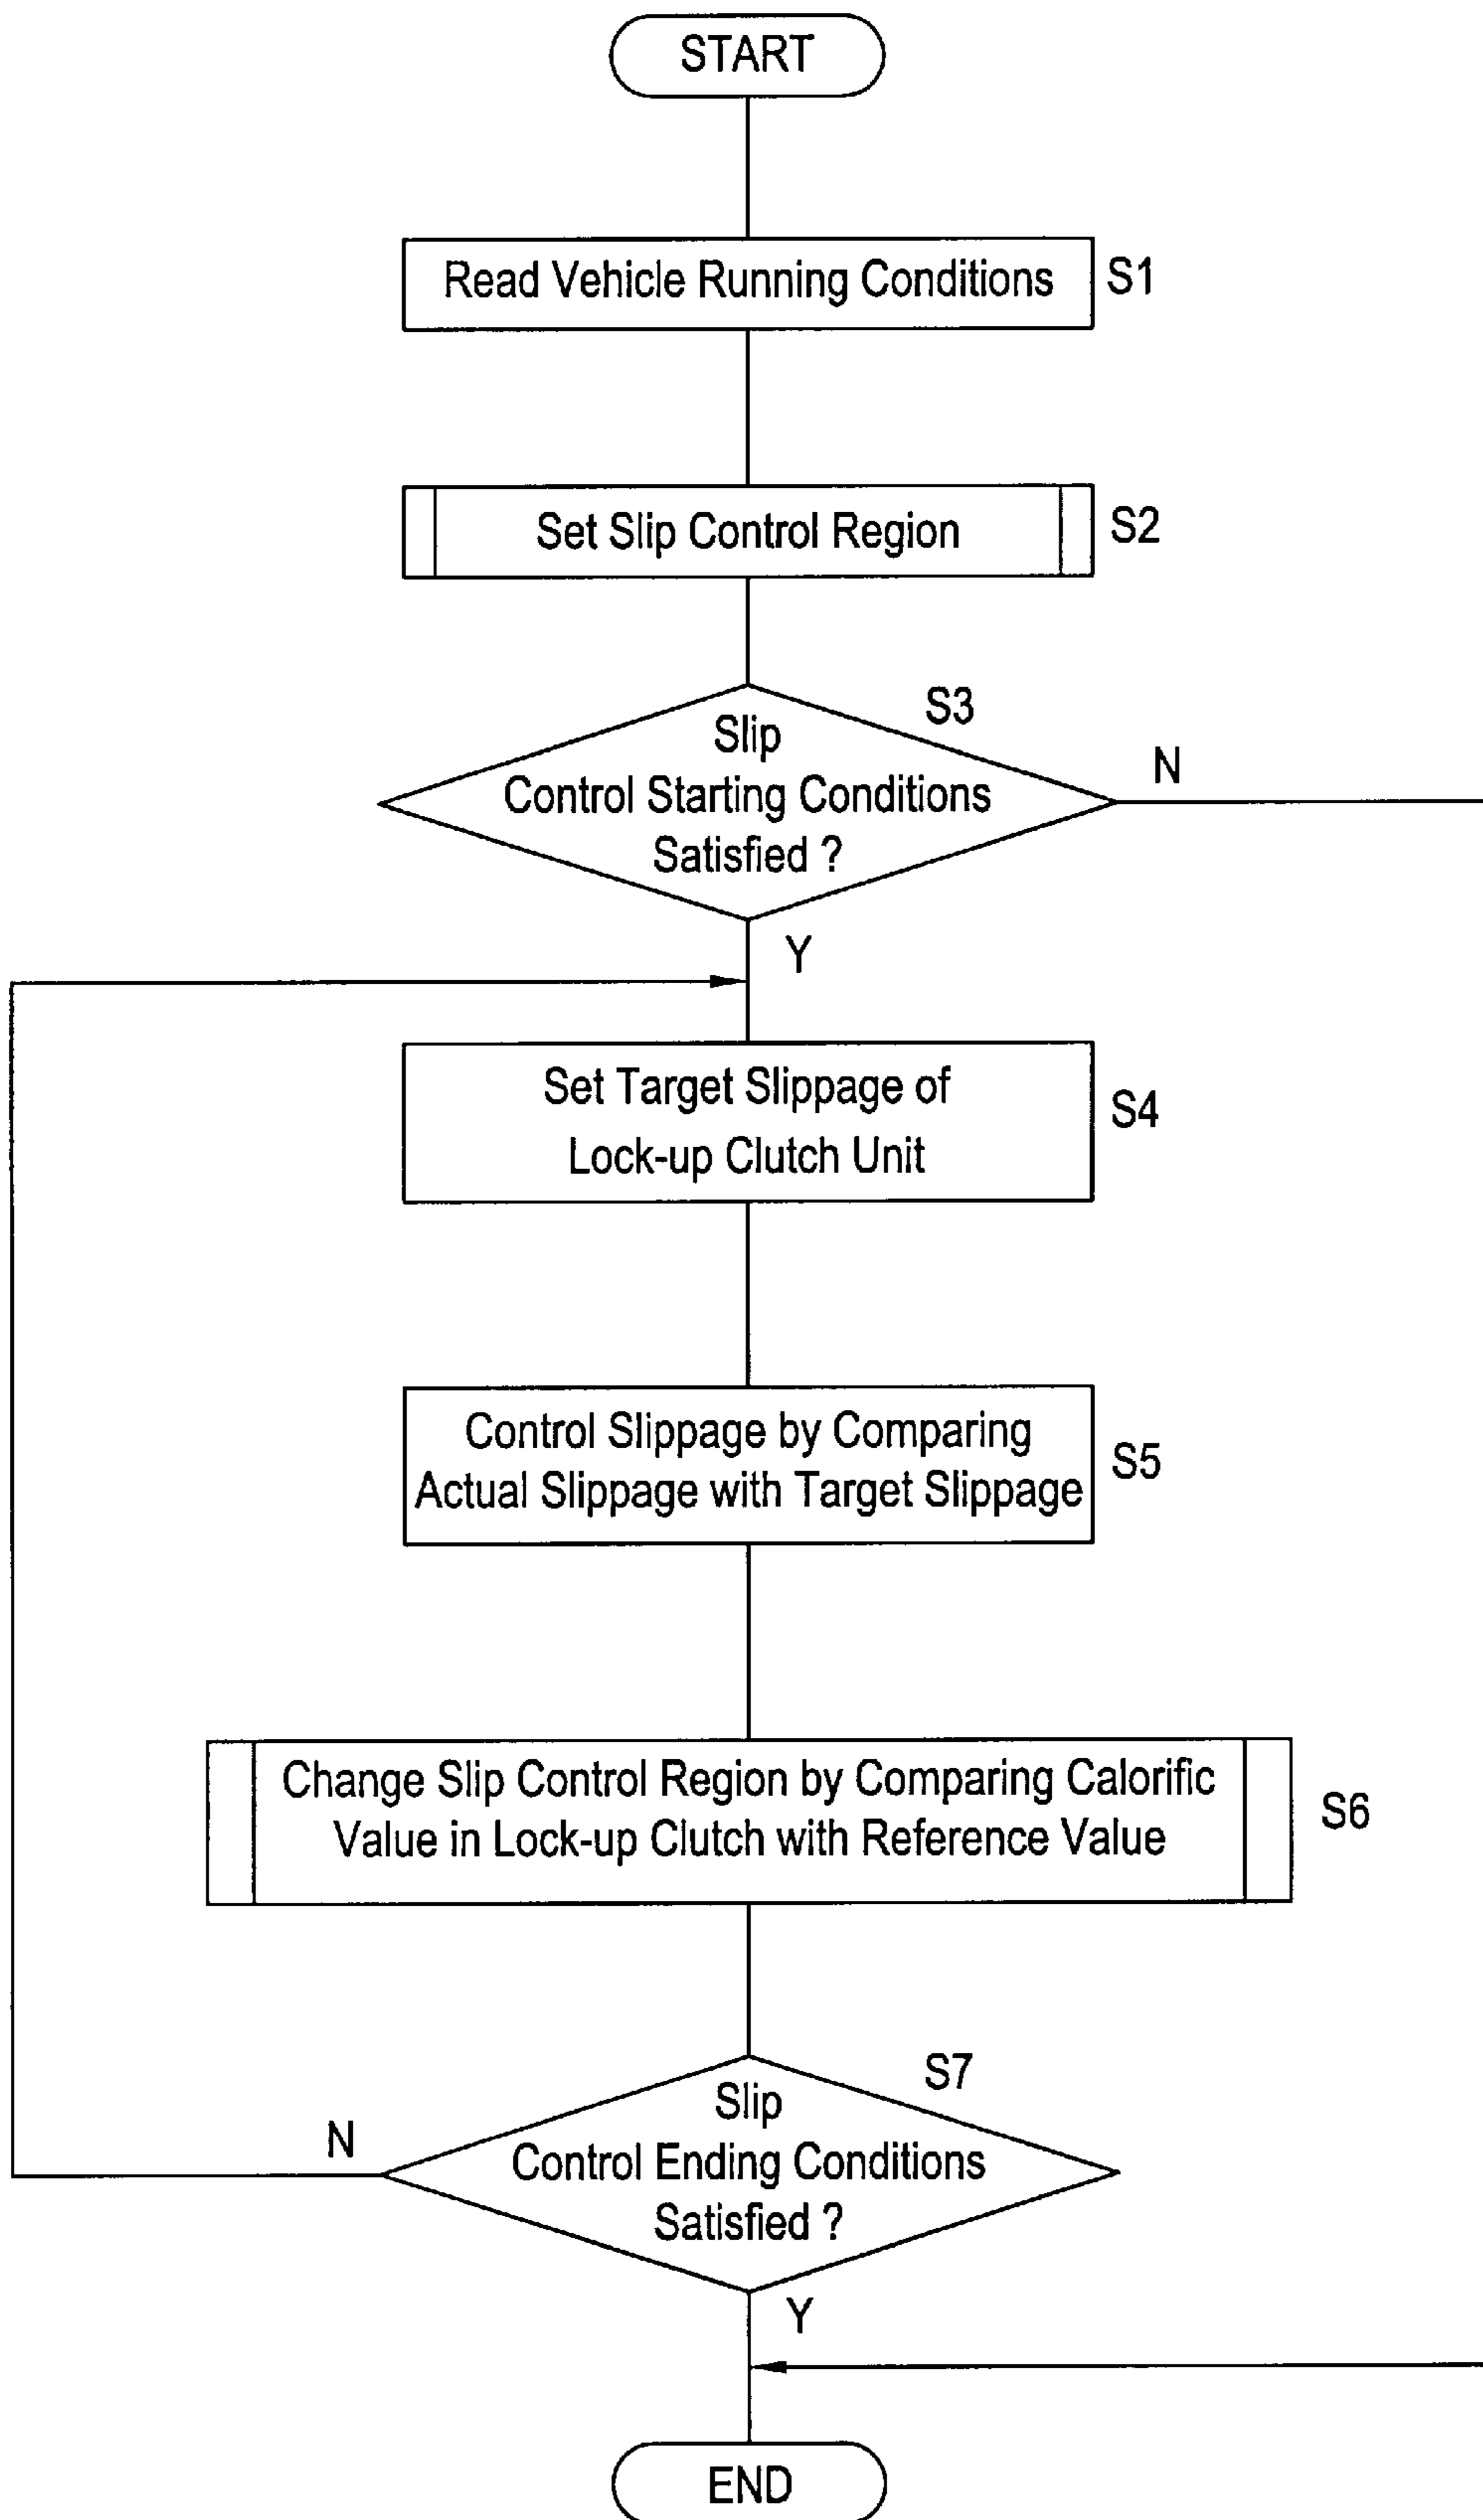 START
Read Vehicle Running Conditions
S1
Set Slip Control Region
S2
S3
Slip
Control Starting Conditions
Satisfied ?
N
Y
Set Target Slippage of
Lock-up Clutch Unit
S4
Control Slippage by Comparing
Actual Slippage with Target Slippage
S5
Change Slip Control Region by Comparing Calorific
Value in Lock-up Clutch with Reference Value
S6
S7
Slip
Control Ending Conditions
Satisfied ?
N
Y
END